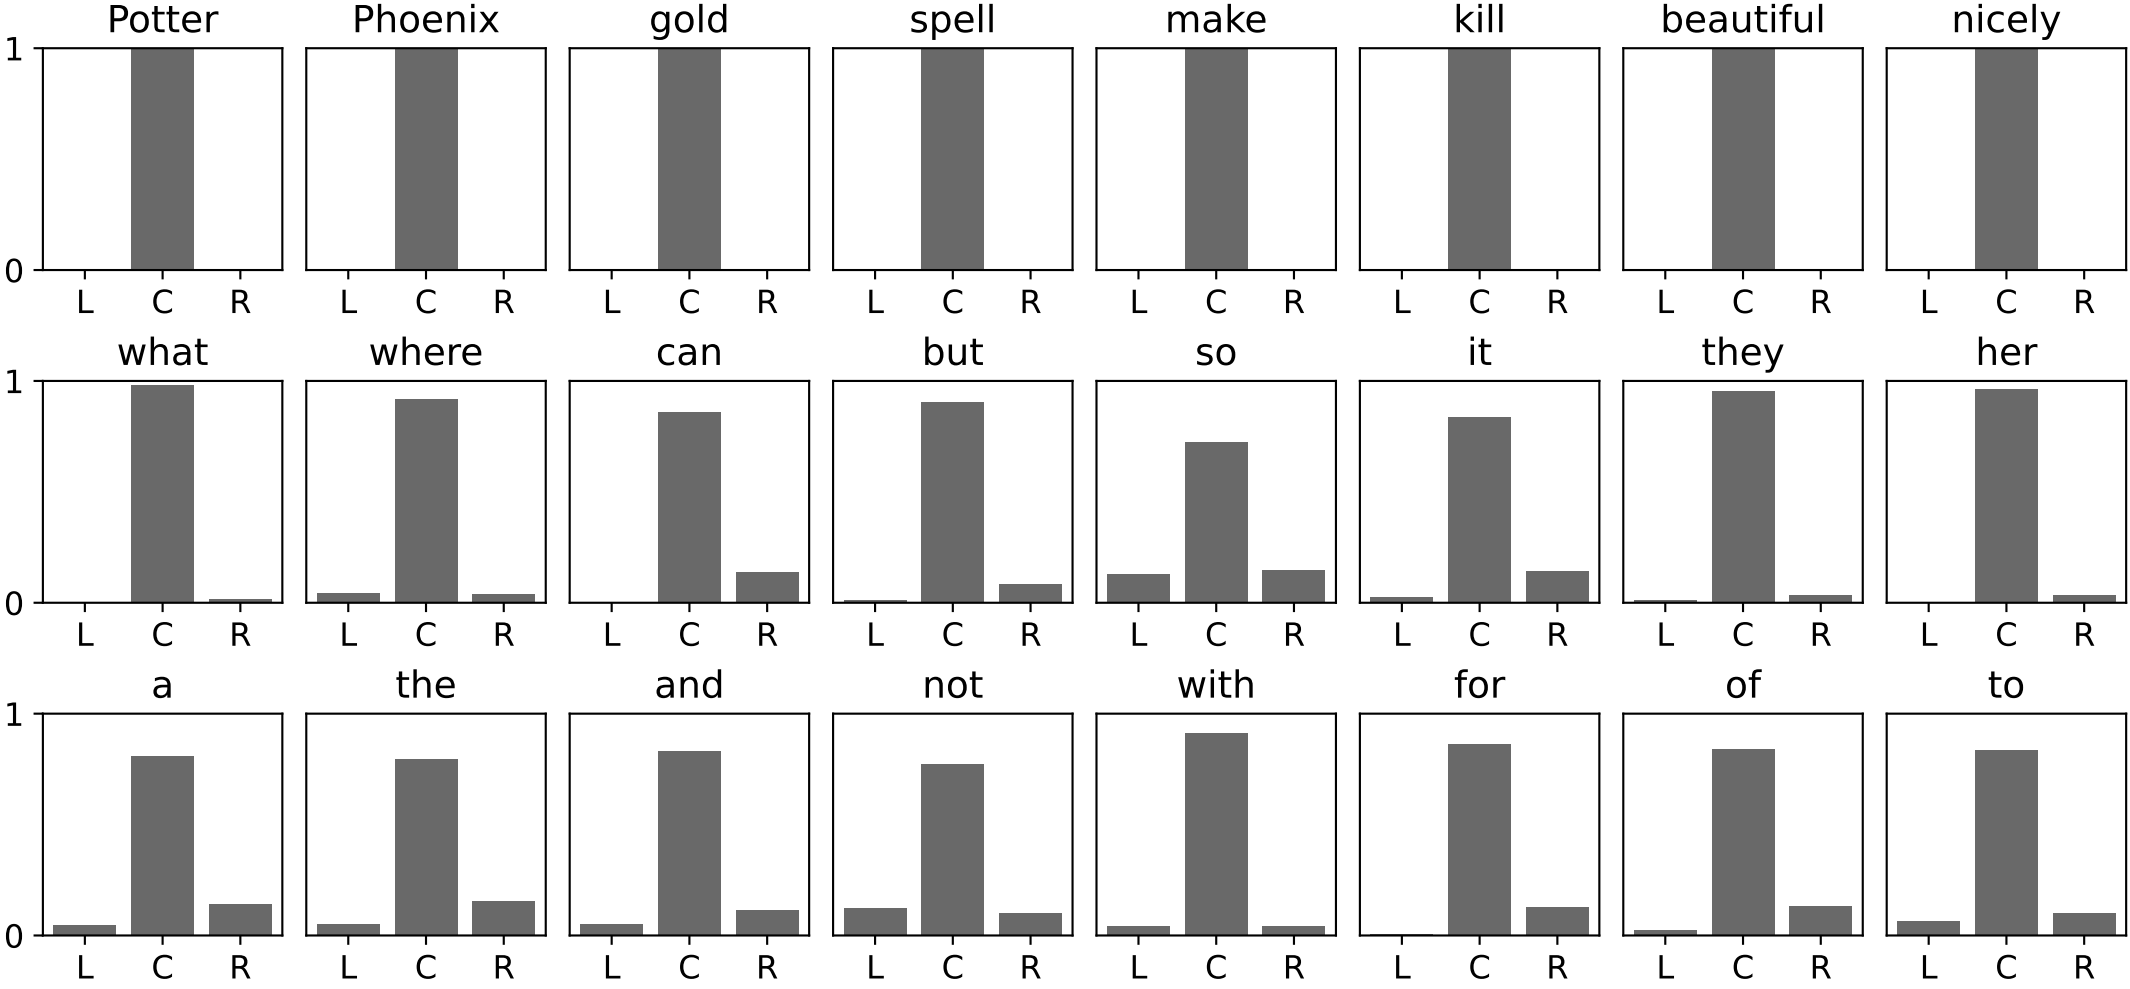 Potter Phoenix gold spell make kill beautiful nicely
1
0
L C R L C R L C R L C R L C R L C R L C R L C R
what where can but so it they her
1
0
L C R L C R L C R L C R L C R L C R L C R L C R
a the and not with for of to
1
0
L C R L C R L C R L C R L C R L C R L C R L C R